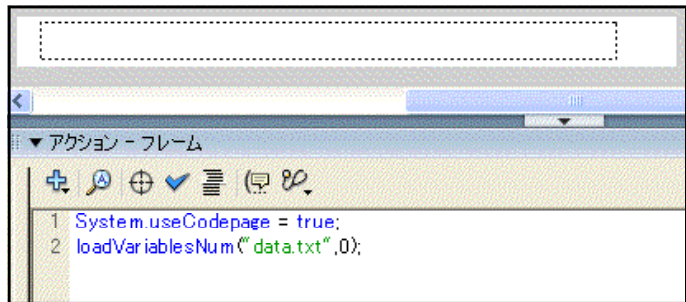 アクション - フレーム
1 System.useCodepage = true;
2 loadVariablesNum("data.txt",0);